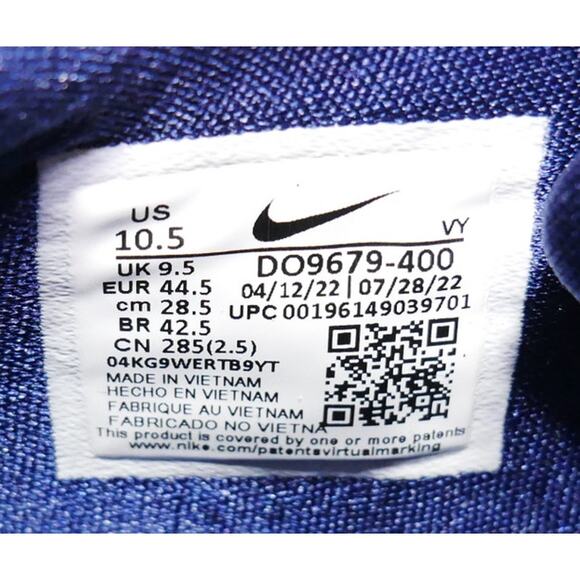 US
10.5
VY
UK 9.5
DO9679-400
EUR 44.5
04/12/22 | 07/28/22
cm 28.5
UPC 00196149039701
BR 42.5
CN 285(2.5)
04KG9WERTB9YT
MADE IN VIETNAM
HECHO EN VIETNAM
FABRIQUE AU VIETNAM
FABRICADO NO VIETNA
This product is covered by one or more patents
www.nike.com/patentsvirtualmarking